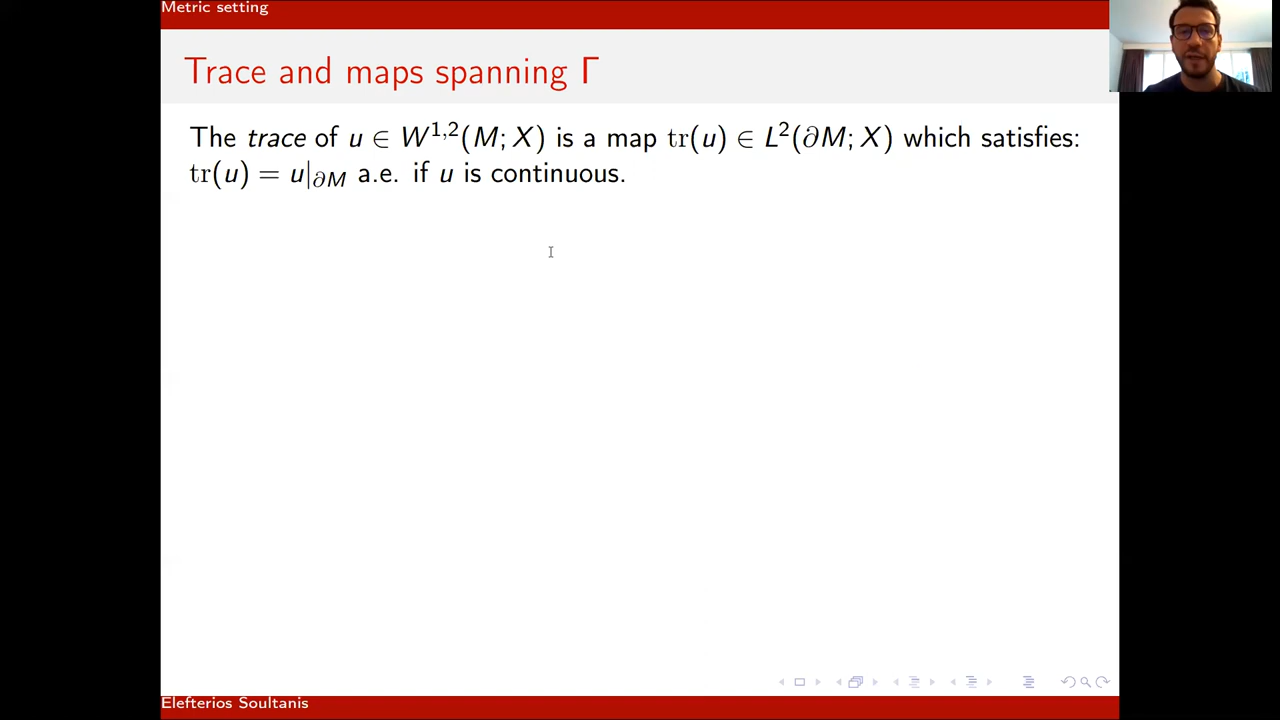 Metric setting
Trace and maps spanning Γ
The trace of u ∈ W^{1,2}(M; X) is a map tr(u) ∈ L^2(∂M; X) which satisfies:
tr(u) = u|_{∂M} a.e. if u is continuous.
Elefterios Soultanis